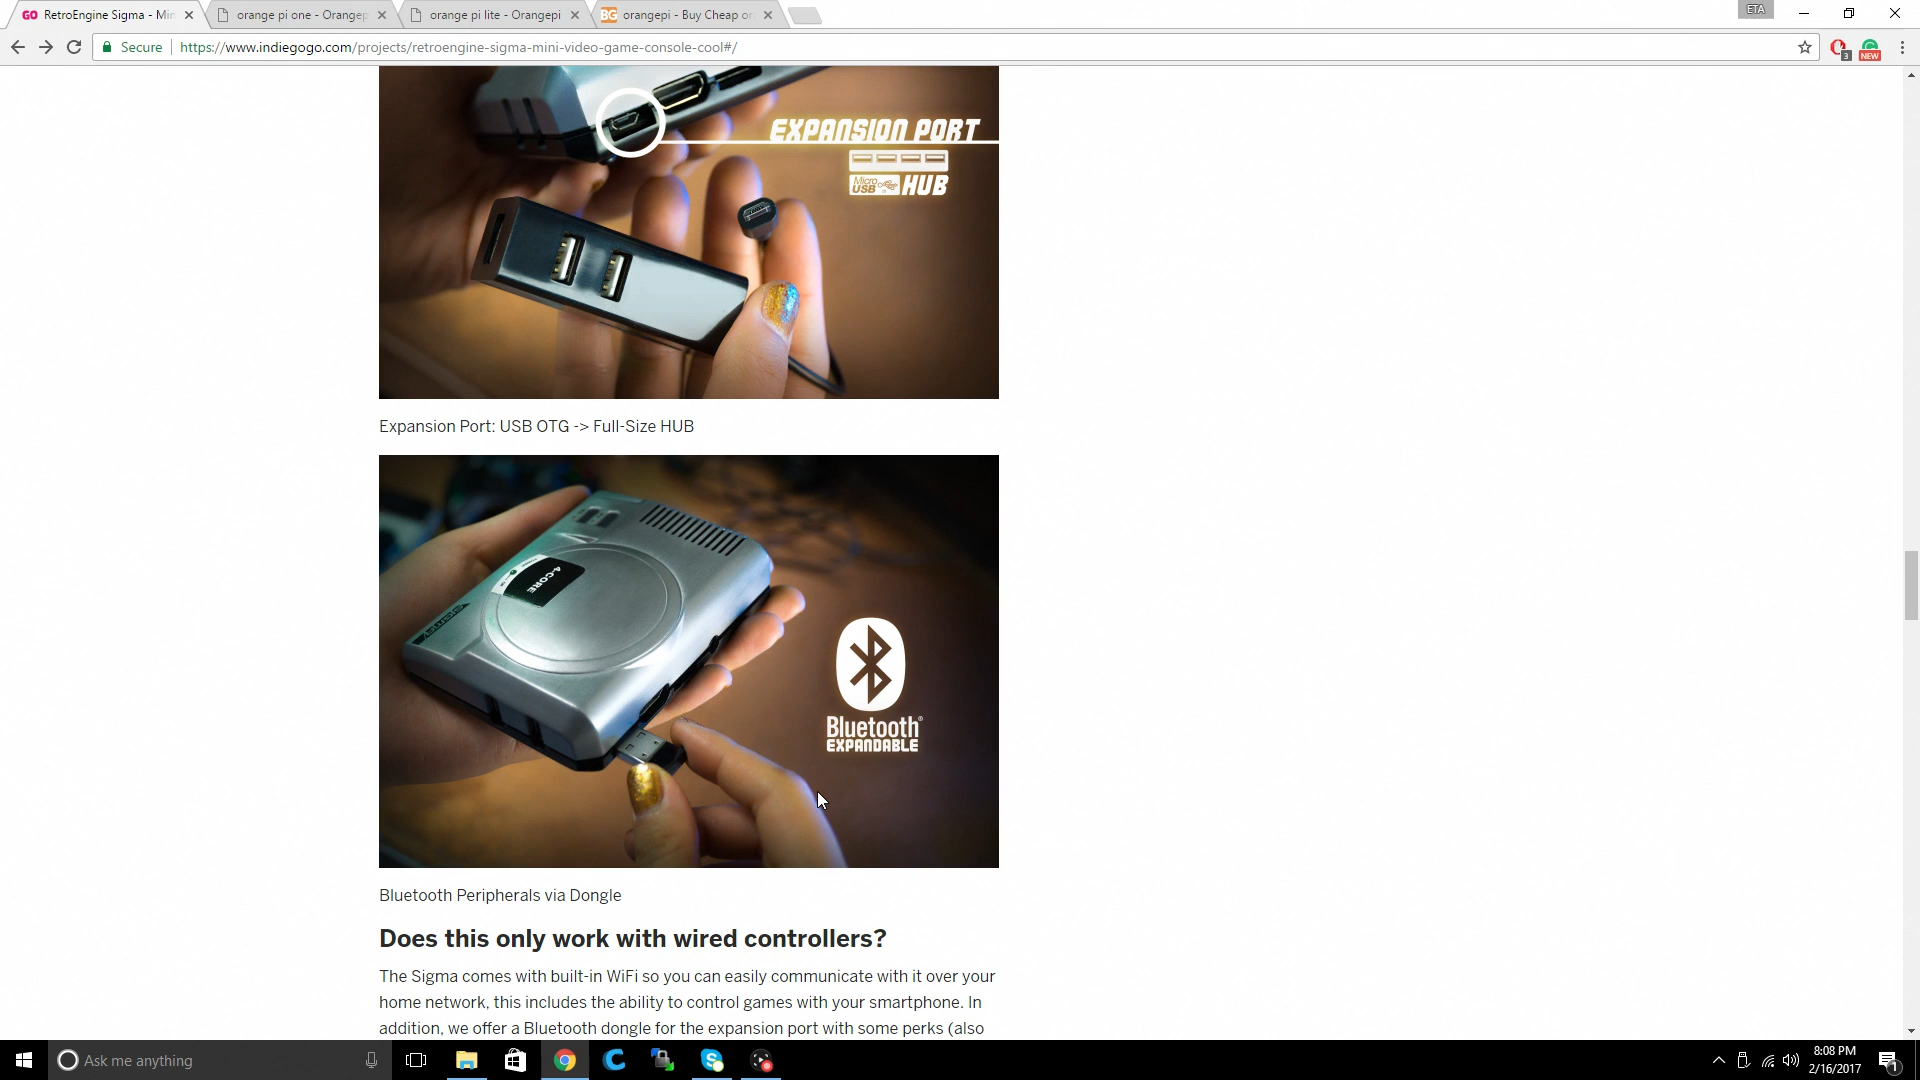 GO RetroEngine Sigma - Min
orange pi one - Orangep
orange pi lite - Orangepi
BG orangepi - Buy Cheap or
ETA
Secure
https://www.indiegogo.com/projects/retroengine-sigma-mini-video-game-console-cool#/
3
NEW
EXPANSION PORT
Micro
USB HUB
Expansion Port: USB OTG -> Full-Size HUB
4-CORE
Bluetooth®
EXPANDABLE
Bluetooth Peripherals via Dongle
Does this only work with wired controllers?
The Sigma comes with built-in WiFi so you can easily communicate with it over your
home network, this includes the ability to control games with your smartphone. In
addition, we offer a Bluetooth dongle for the expansion port with some perks (also
Ask me anything
8:08 PM
2/16/2017
1